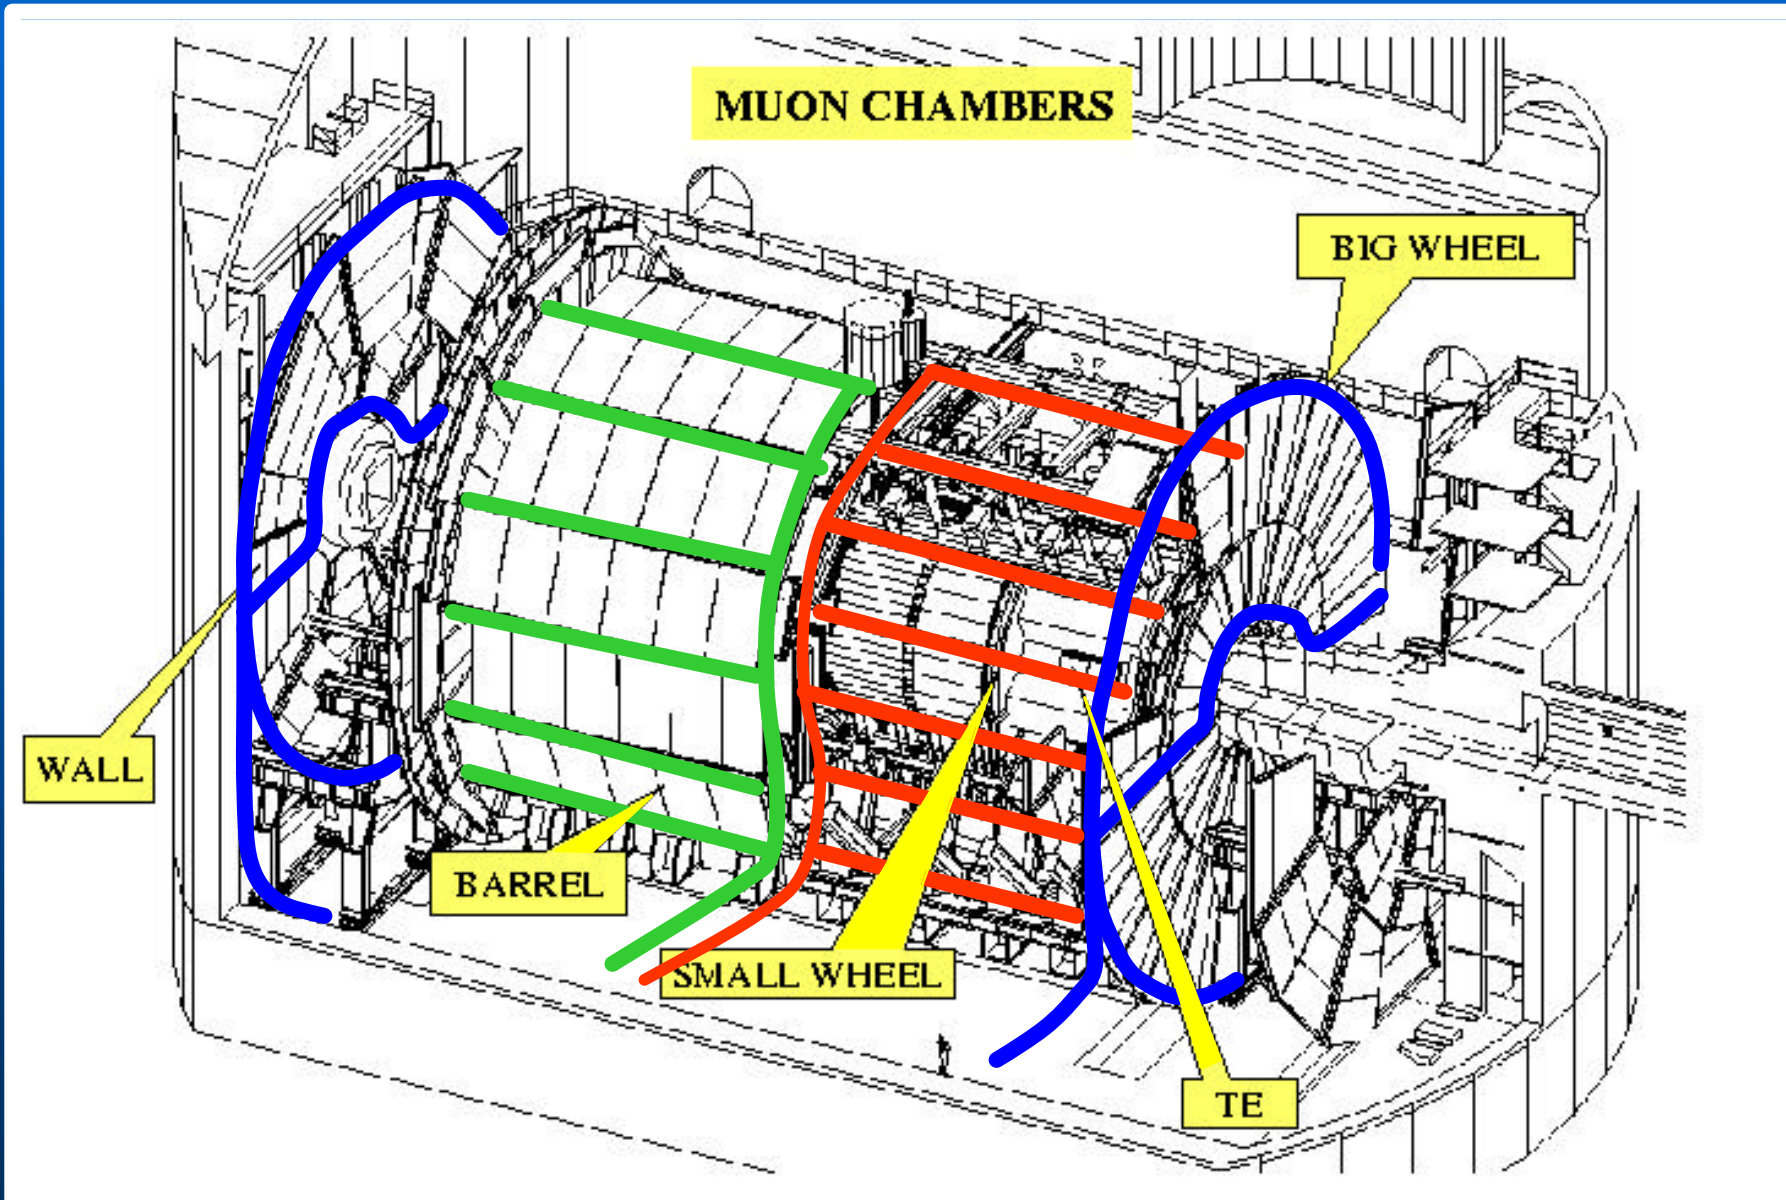 MUON CHAMBERS
BIG WHEEL
WALL
BARREL
SMALL WHEEL
TE